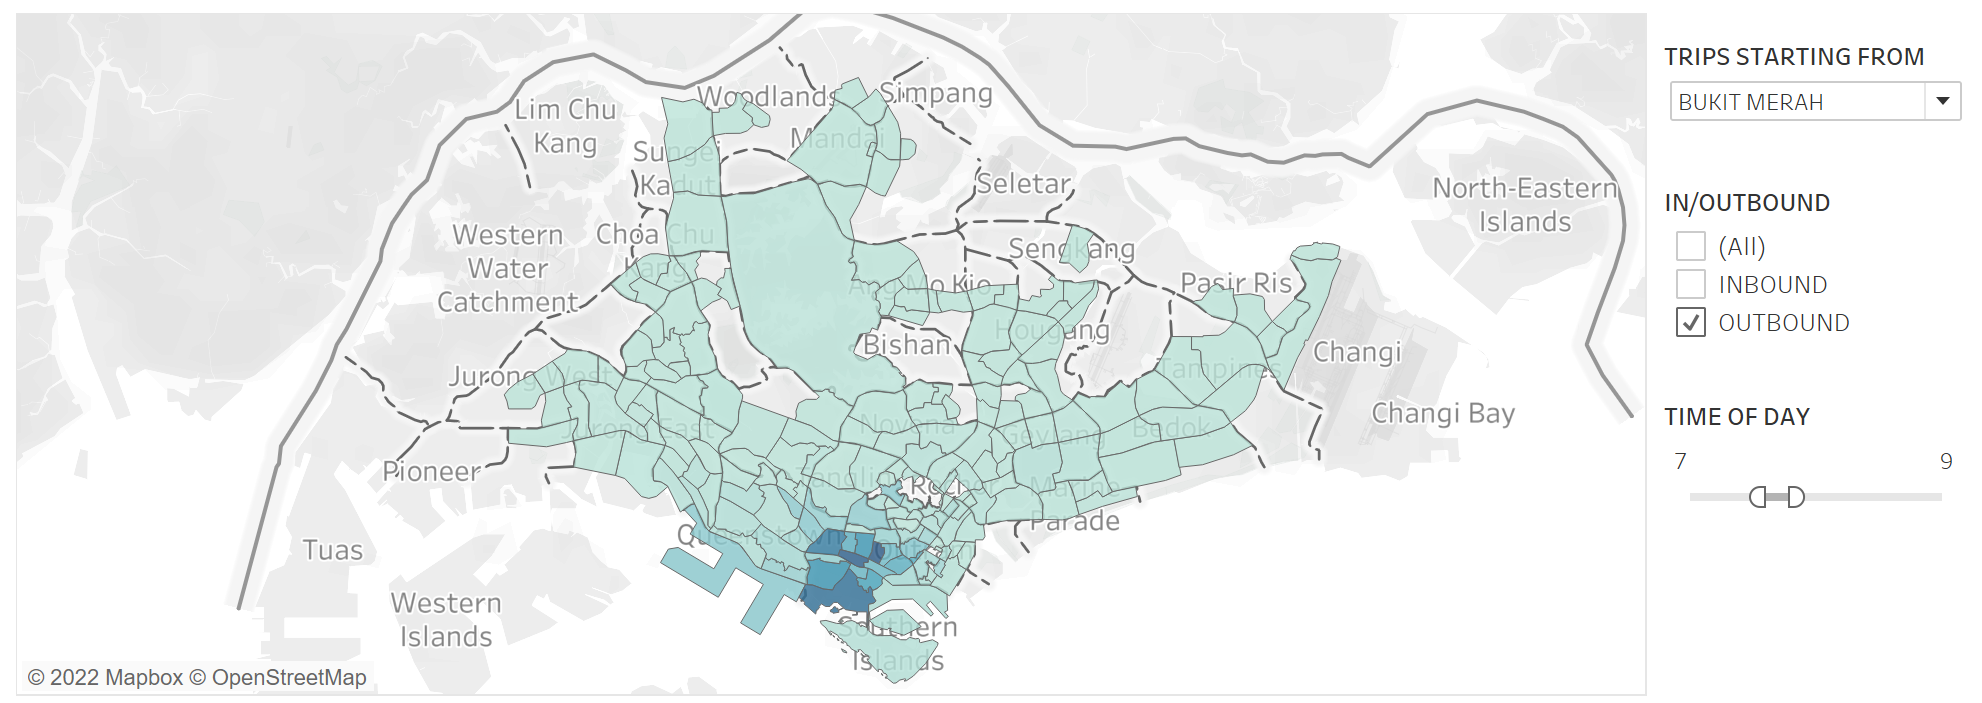 Woodlands
Simpang
Lim Chu
Kang
Mandai
Sungei
Kadut
Seletar
North-Eastern
Islands
Western
Water
Catchment
Choa Chu
Kang
Sengkang
Ang Mo Kio
Pasir Ris
Hougang
Bishan
Changi
Jurong West
Tampines
Changi Bay
Jurong East
Novena
Geylang
Bedok
Pioneer
Tanglin
Rochor
Marine
Parade
Queenstown
Outram
Tuas
Western
Islands
Southern
Islands
© 2022 Mapbox © OpenStreetMap
TRIPS STARTING FROM
BUKIT MERAH
IN/OUTBOUND
(All)
INBOUND
OUTBOUND
TIME OF DAY
7 9